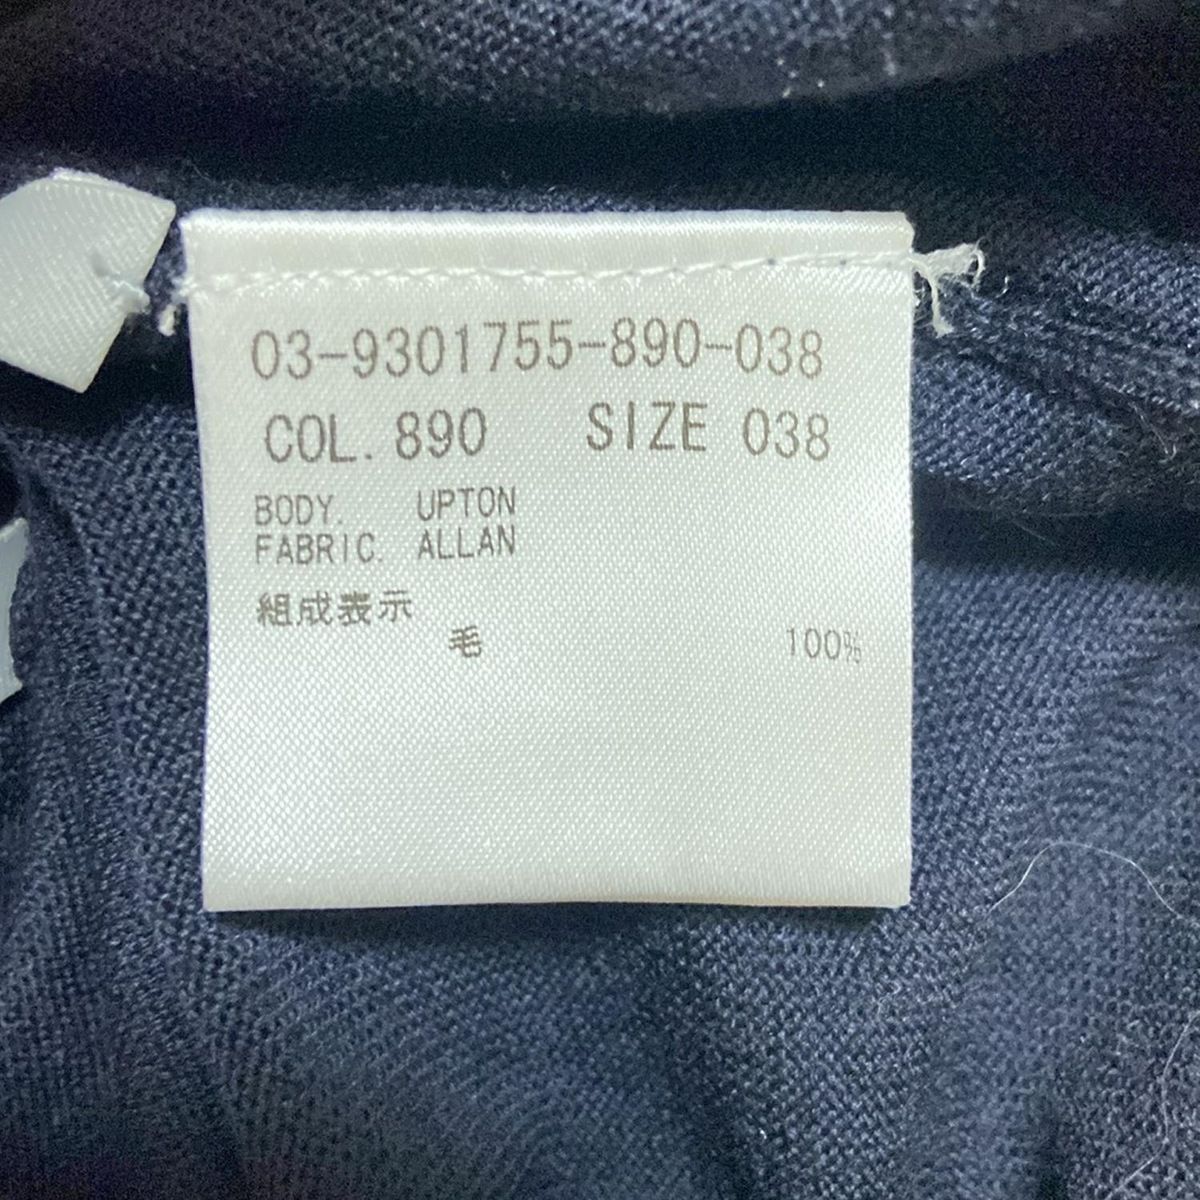 03-9301755-890-038
COL. 890 SIZE 038
BODY. UPTON
FABRIC. ALLAN
組成表示
毛 100%